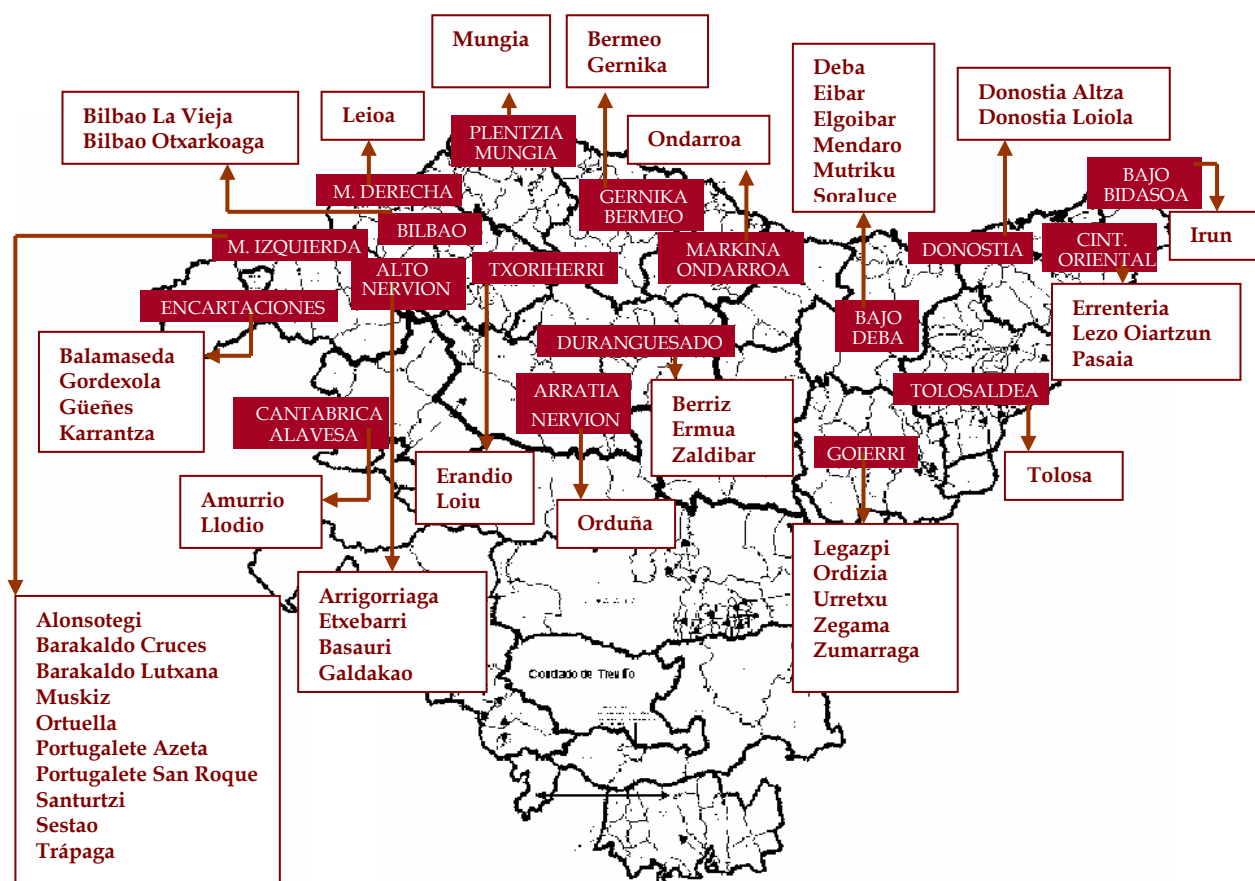 Mungia
Bermeo
Gernika
Deba
Eibar
Elgoibar
Mendaro
Mutriku
Soraluce
Donostia Altza
Donostia Loiola
Bilbao La Vieja
Bilbao Otxarkoaga
Leioa
Ondarroa
PLENTZIA
MUNGIA
BAJO
BIDASOA
M. DERECHA
GERNIKA
BERMEO
BILBAO
Irun
M. IZQUIERDA
MARKINA
ONDARROA
DONOSTIA
CINT.
ORIENTAL
ALTO
NERVION
TXORIHERRI
ENCARTACIONES
BAJO
DEBA
Errenteria
Lezo Oiartzun
Pasaia
DURANGUESADO
Balamaseda
Gordexola
Güeñes
Karrantza
ARRATIA
NERVION
TOLOSALDEA
CANTABRICA
ALAVESA
Berriz
Ermua
Zaldibar
GOIERRI
Erandio
Loiu
Tolosa
Amurrio
Llodio
Orduña
Legazpi
Ordizia
Urretxu
Zegama
Zumarraga
Arrigorriaga
Etxebarri
Basauri
Galdakao
Alonsotegi
Barakaldo Cruces
Barakaldo Lutxana
Muskiz
Ortuella
Portugalete Azeta
Portugalete San Roque
Santurtzi
Sestao
Trápaga
Condado de Treviño